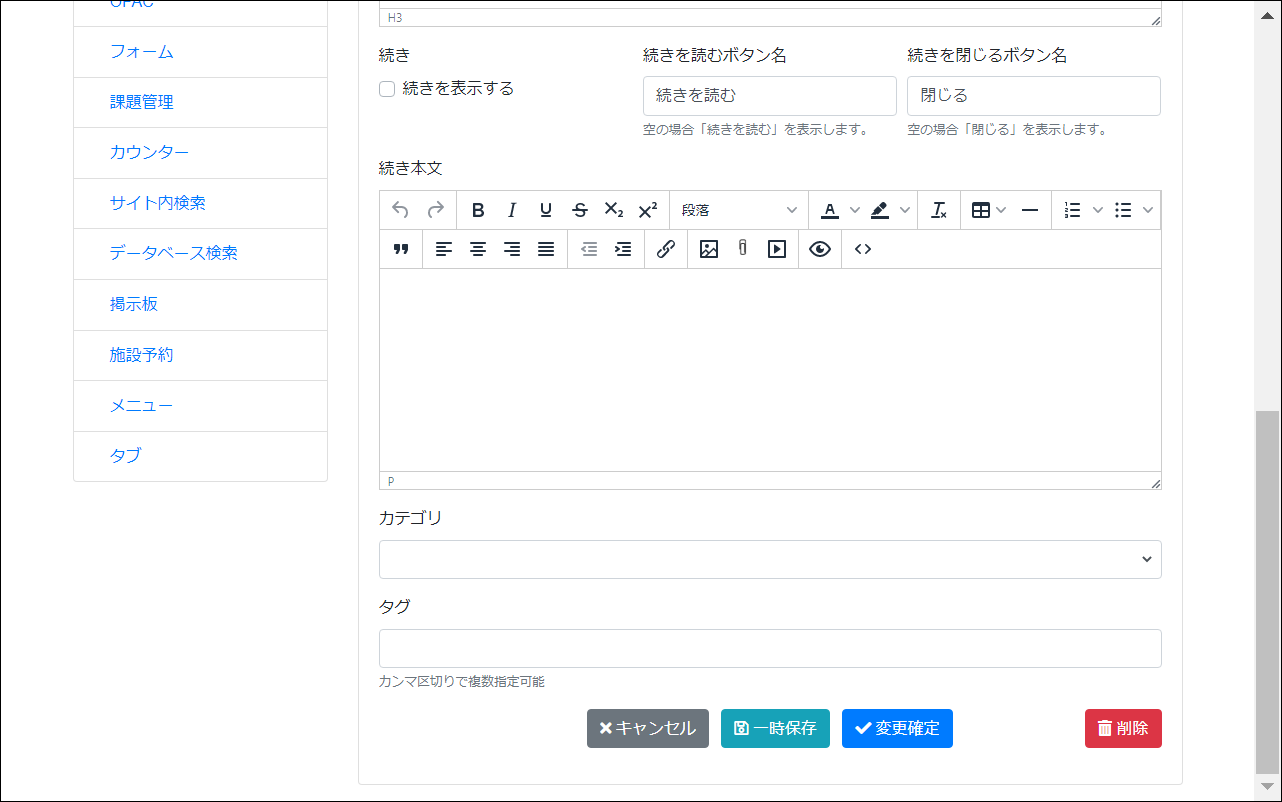 OPAC
フォーム
課題管理
カウンター
サイト内検索
データベース検索
掲示板
施設予約
メニュー
タブ
H3
続き
続きを読むボタン名
続きを閉じるボタン名
続きを表示する
続きを読む
閉じる
空の場合「続きを読む」を表示します。
空の場合「閉じる」を表示します。
続き本文
段落
P
カテゴリ
タグ
カンマ区切りで複数指定可能
キャンセル
一時保存
変更確定
削除